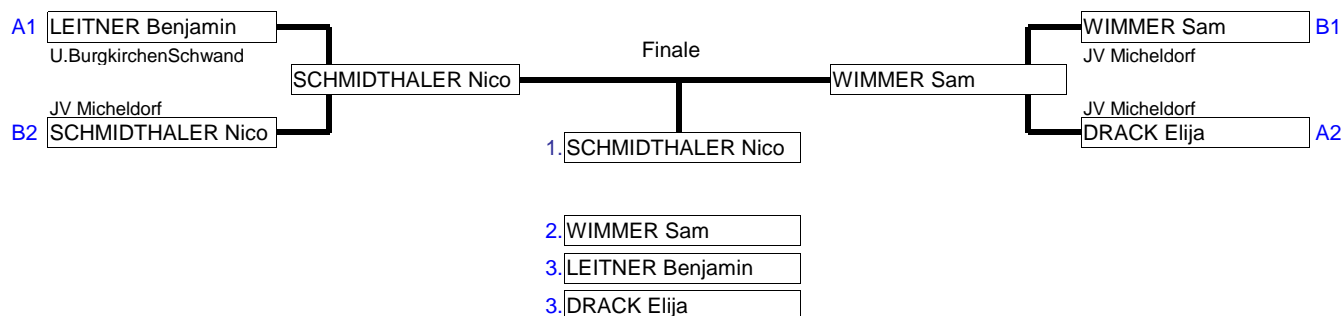 A1 LEITNER Benjamin
U.BurgkirchenSchwand
WIMMER Sam B1
JV Micheldorf
Finale
SCHMIDTHALER Nico
WIMMER Sam
JV Micheldorf
B2 SCHMIDTHALER Nico
JV Micheldorf
DRACK Elija A2
1. SCHMIDTHALER Nico
2. WIMMER Sam
3. LEITNER Benjamin
3. DRACK Elija